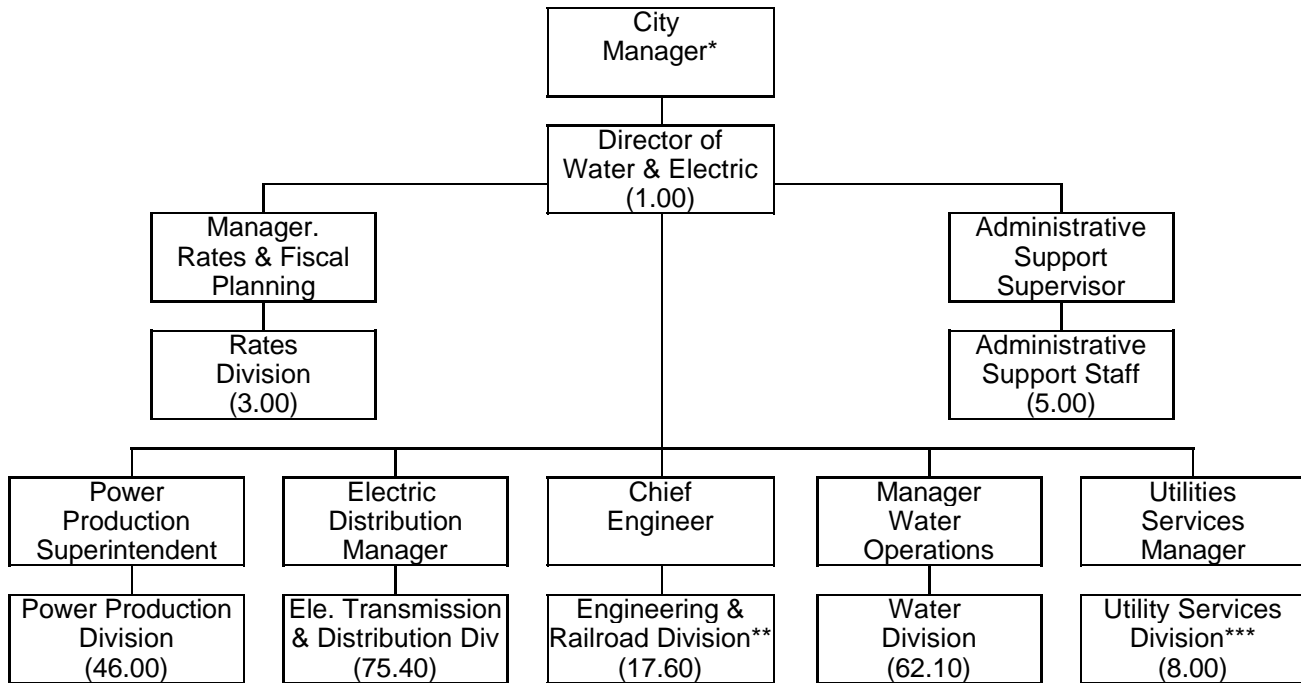 City
Manager*
Director of
Water & Electric
(1.00)
Manager.
Rates & Fiscal
Planning
Administrative
Support
Supervisor
Rates
Division
(3.00)
Administrative
Support Staff
(5.00)
Power
Production
Superintendent
Electric
Distribution
Manager
Chief
Engineer
Manager
Water
Operations
Utilities
Services
Manager
Power Production
Division
(46.00)
Ele. Transmission
& Distribution Div
(75.40)
Engineering &
Railroad Division**
(17.60)
Water
Division
(62.10)
Utility Services
Division***
(8.00)